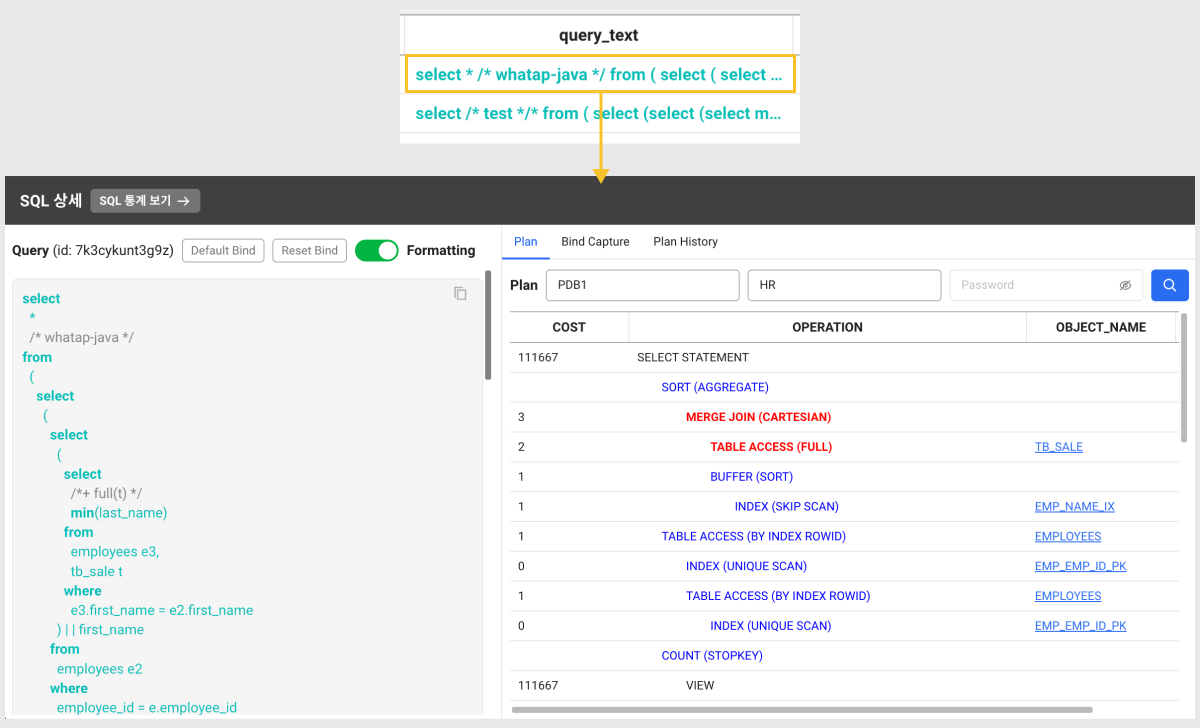 query_text
select * /* whatap-java */ from ( select ( select ...
select /* test */* from ( select (select (select m...
SQL 상세 SQL 통계 보기 →
Query (id: 7k3cykunt3g9z) Default Bind Reset Bind Formatting
select
*
/* whatap-java */
from
(
select
(
select
(
select
/*+ full(t) */
min(last_name)
from
employees e3,
tb_sale t
where
e3.first_name = e2.first_name
) | | first_name
from
employees e2
where
employee_id = e.employee_id
Plan Bind Capture Plan History
Plan PDB1 HR Password
COST OPERATION OBJECT_NAME
111667 SELECT STATEMENT
SORT (AGGREGATE)
3 MERGE JOIN (CARTESIAN)
2 TABLE ACCESS (FULL) TB_SALE
1 BUFFER (SORT)
1 INDEX (SKIP SCAN) EMP_NAME_IX
1 TABLE ACCESS (BY INDEX ROWID) EMPLOYEES
0 INDEX (UNIQUE SCAN) EMP_EMP_ID_PK
1 TABLE ACCESS (BY INDEX ROWID) EMPLOYEES
0 INDEX (UNIQUE SCAN) EMP_EMP_ID_PK
COUNT (STOPKEY)
111667 VIEW